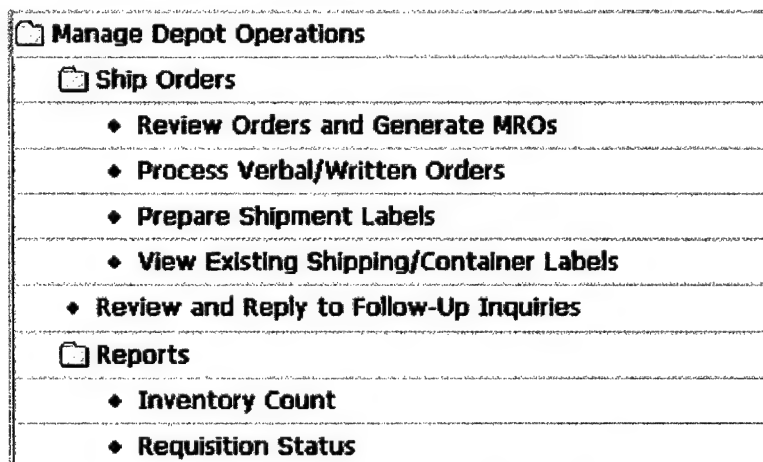 Manage Depot Operations
Ship Orders
Review Orders and Generate MROs
Process Verbal/Written Orders
Prepare Shipment Labels
View Existing Shipping/Container Labels
Review and Reply to Follow-Up Inquiries
Reports
Inventory Count
Requisition Status